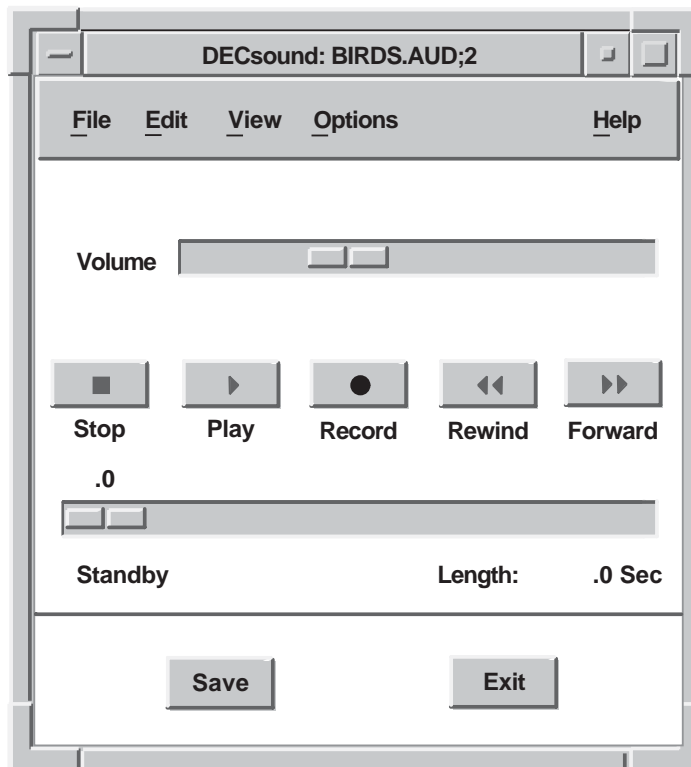 DECsound: BIRDS.AUD;2
File Edit View Options Help
Volume
Stop Play Record Rewind Forward
.0
Standby Length: .0 Sec
Save Exit